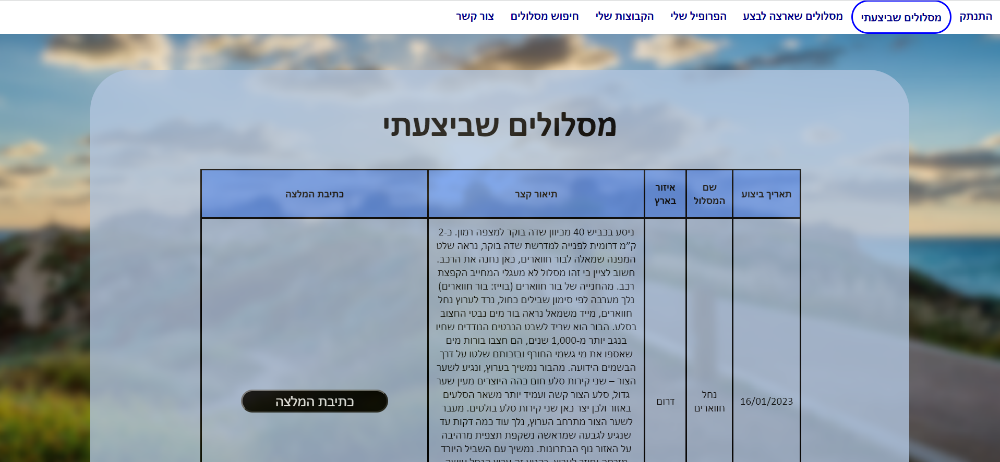 התנתק
מסלולים שביצעתי
מסלולים שארצה לבצע
הפרופיל שלי
הקבוצות שלי
חיפוש מסלולים
צור קשר
מסלולים שביצעתי
תאריך ביצוע
שם
המסלול
איזור
בארץ
תיאור קצר
כתיבת המלצה
16/01/2023
נחל
חווארים
דרום
ניסע בכביש 40 מכיוון שדה בוקר למצפה רמון. כ-2
ק"מ דרומית לפנייה למדרשת שדה בוקר, נראה שלט
המפנה שמאלה לבור חווארים, כאן נחנה את הרכב.
חשוב לציין כי זהו מסלול לא מעגלי המחייב הקפצת
רכב. מהחנייה של בור חווארים (בוייז: בור חווארים)
נלך מערבה לפי סימון שבילים כחול, נרד לערוץ נחל
חווארים, מייד משמאל נראה בור מים נבטי החצוב
בסלע. הבור הוא שריד לשבט הנבטים הנודדים שחיו
בנגב יותר מ-1,000 שנים, הם חצבו בורות מים
שאספו את מי גשמי החורף ובזכותם שלטו על דרך
הבשמים הידועה. מהבור נמשיך בערוץ, ונגיע לשער
הצור – שני קירות סלע חום כהה היוצרים מעין שער
גדול, סלע הצור קשה ועמיד יותר משאר הסלעים
באזור ולכן יצר כאן שני קירות סלע בולטים. מעבר
לשער הצור מתרחב הערוץ, נלך עוד כמה דקות עד
שנגיע לגבעה שמראשה נשקפת תצפית מרהיבה
על האזור נוף הבתרונות. נמשיך עם השביל היורד
כתיבת המלצה